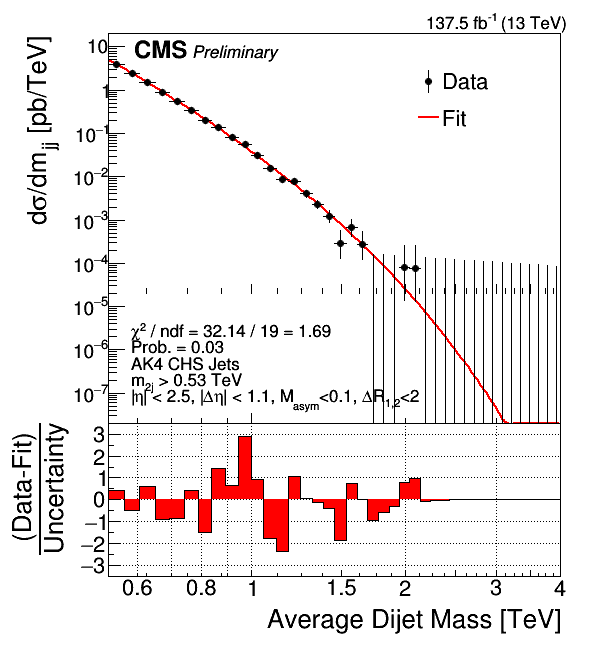 137.5 fb⁻¹ (13 TeV)
CMS Preliminary
dσ/dm_jj [pb/TeV]
Data
Fit
10
1
10⁻¹
10⁻²
10⁻³
10⁻⁴
10⁻⁵
10⁻⁶
10⁻⁷
χ² / ndf = 32.14 / 19 = 1.69
Prob. = 0.03
AK4 CHS Jets
m_2j > 0.53 TeV
|η| < 2.5, |Δη| < 1.1, M_asym<0.1, ΔR_1,2<2
(Data-Fit)
Uncertainty
3
2
1
0
−1
−2
−3
0.6 0.8 1 1.5 2 3 4
Average Dijet Mass [TeV]